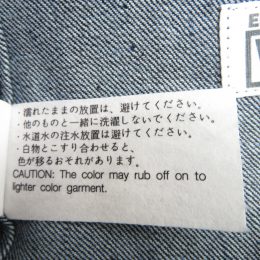 ・濡れたままの放置は、避けてください。
・他のものと一緒に洗濯しないでください。
・水道水の注水放置は、避けてください。
・白物とこすり合わせると、
色が移るおそれがあります。
CAUTION: The color may rub off on to
lighter color garment.